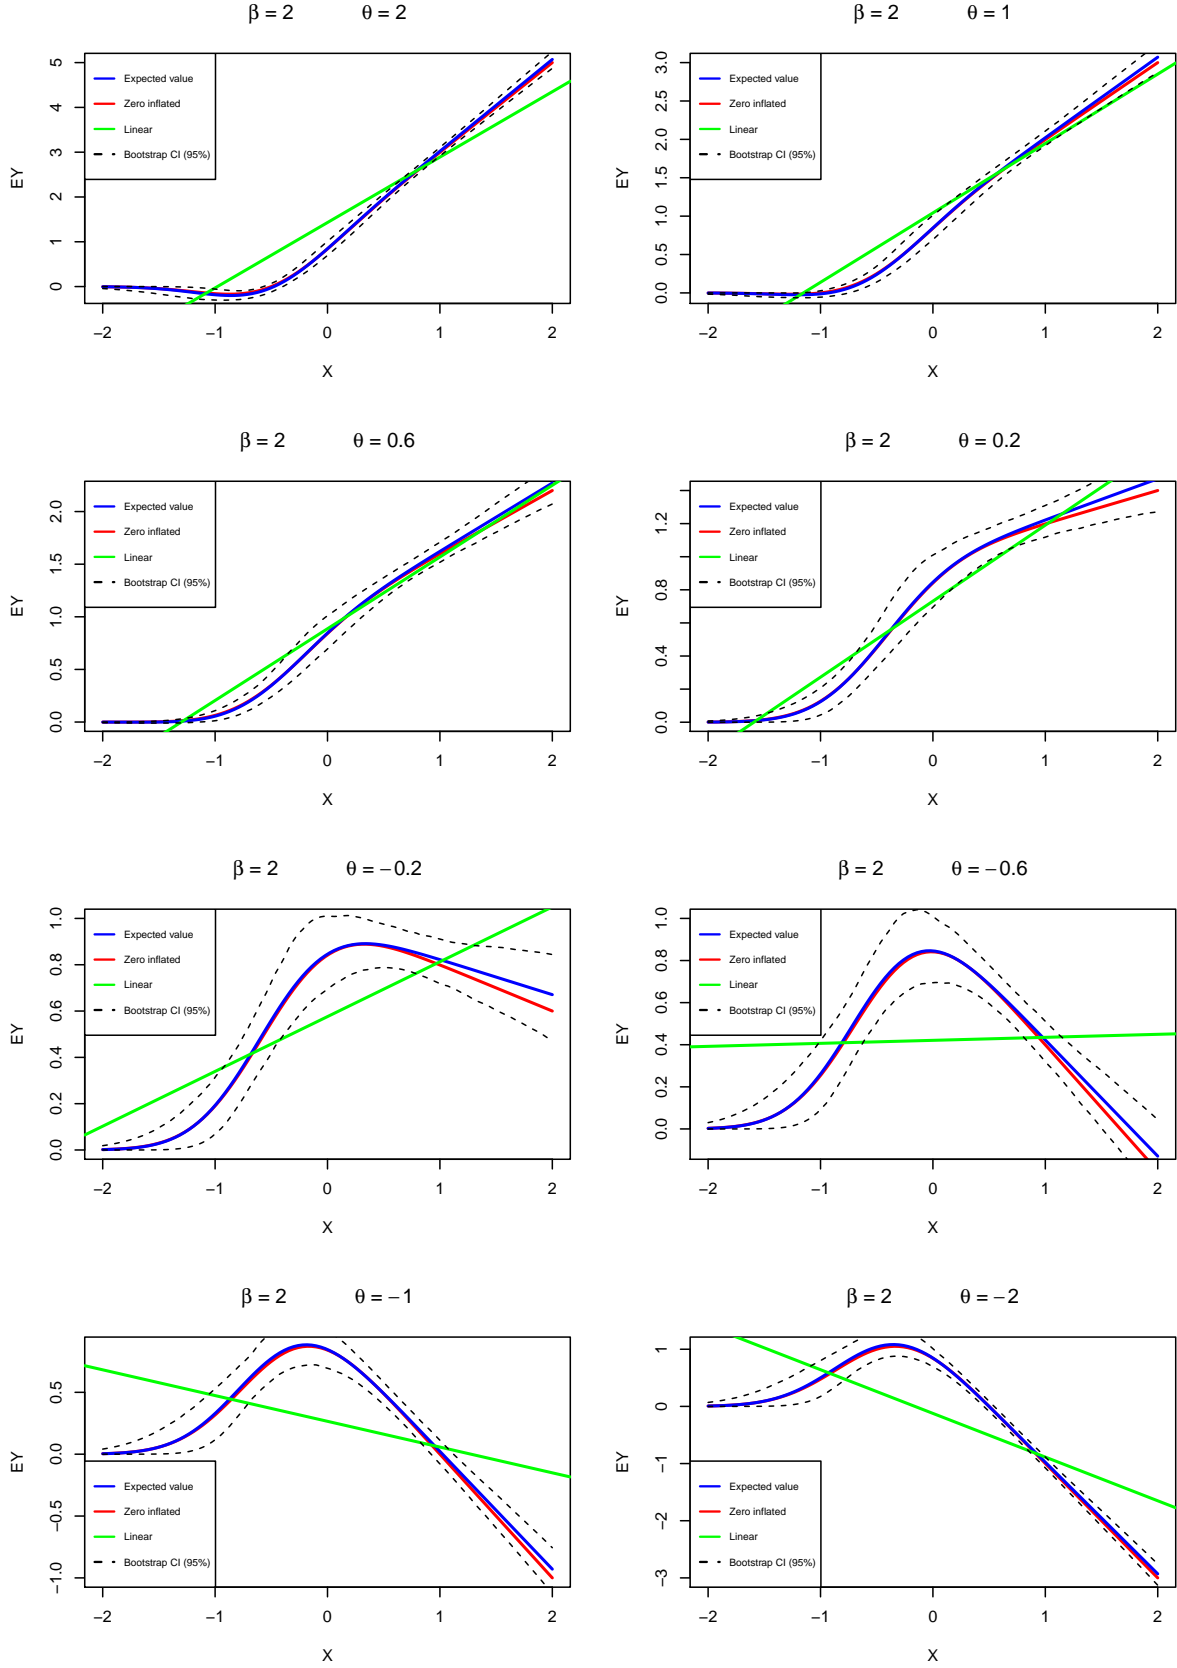 β = 2 θ = 2
EY
5
4
3
2
1
0
Expected value
Zero inflated
Linear
Bootstrap CI (95%)
−2 −1 0 1 2
X
β = 2 θ = 1
EY
3.0
2.5
2.0
1.5
1.0
0.5
0.0
Expected value
Zero inflated
Linear
Bootstrap CI (95%)
−2 −1 0 1 2
X
β = 2 θ = 0.6
EY
2.0
1.5
1.0
0.5
0.0
Expected value
Zero inflated
Linear
Bootstrap CI (95%)
−2 −1 0 1 2
X
β = 2 θ = 0.2
EY
1.2
0.8
0.4
0.0
Expected value
Zero inflated
Linear
Bootstrap CI (95%)
−2 −1 0 1 2
X
β = 2 θ = −0.2
EY
1.0
0.8
0.6
0.4
0.2
0.0
Expected value
Zero inflated
Linear
Bootstrap CI (95%)
−2 −1 0 1 2
X
β = 2 θ = −0.6
EY
1.0
0.8
0.6
0.4
0.2
0.0
Expected value
Zero inflated
Linear
Bootstrap CI (95%)
−2 −1 0 1 2
X
β = 2 θ = −1
EY
0.5
0.0
−0.5
−1.0
Expected value
Zero inflated
Linear
Bootstrap CI (95%)
−2 −1 0 1 2
X
β = 2 θ = −2
EY
1
0
−1
−2
−3
Expected value
Zero inflated
Linear
Bootstrap CI (95%)
−2 −1 0 1 2
X